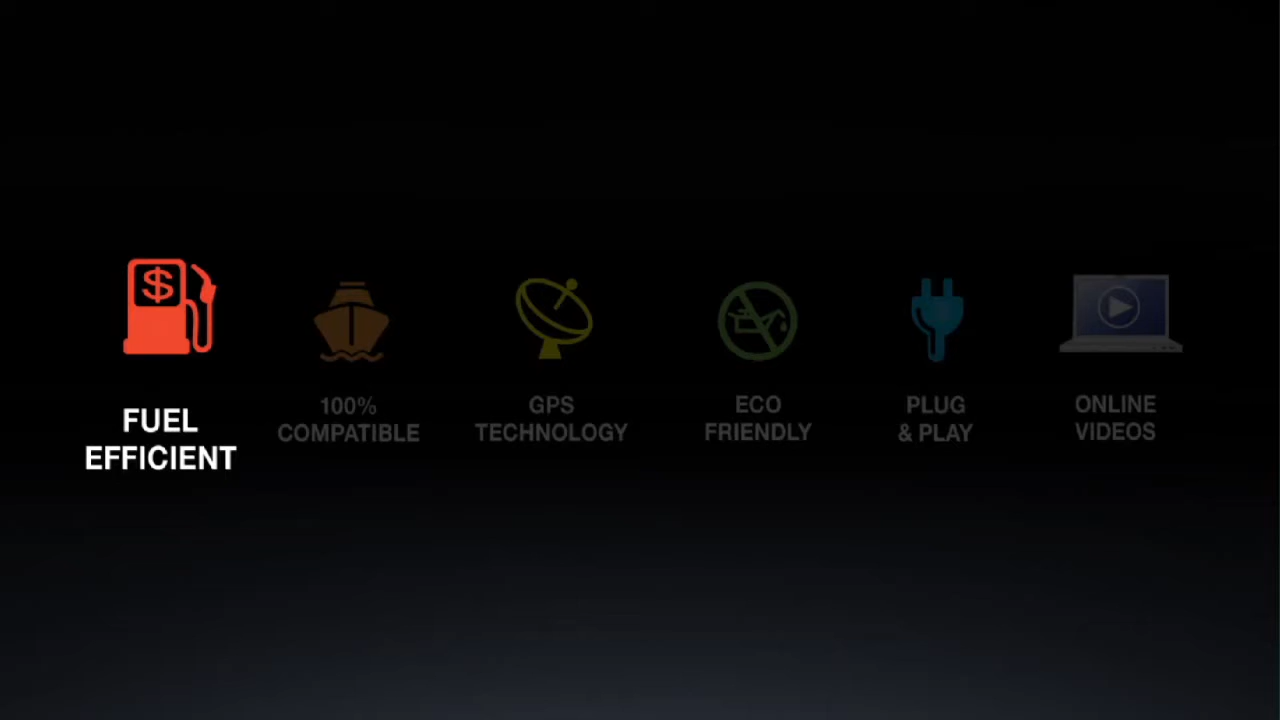 $
FUEL
EFFICIENT
100%
COMPATIBLE
GPS
TECHNOLOGY
ECO
FRIENDLY
PLUG
& PLAY
ONLINE
VIDEOS